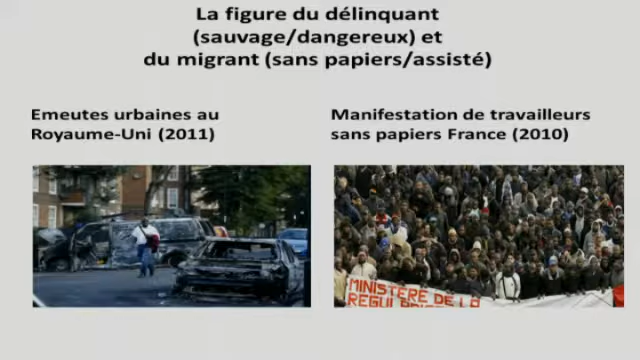 La figure du délinquant
(sauvage/dangereux) et
du migrant (sans papiers/assisté)
Emeutes urbaines au
Royaume-Uni (2011)
Manifestation de travailleurs
sans papiers France (2010)
MINISTÈRE DE LA